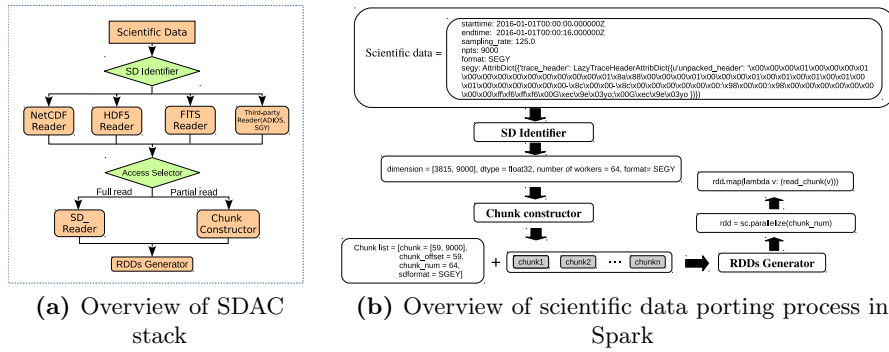 Scientific Data
SD Identifier
NetCDF Reader
HDF5 Reader
FITS Reader
Third-party Reader(ADIOS, SGY)
Access Selector
Full read
Partial read
SD_ Reader
Chunk Constructor
RDDs Generator
(a) Overview of SDAC
stack
Scientific data =
starttime: 2016-01-01T00:00:00.000000Z
endtime: 2016-01-01T00:00:16.000000Z
sampling_rate: 125.0
npts: 9000
format: SEGY
segy: AttribDict({'trace_header': LazyTraceHeaderAttribDict({u'unpacked_header':
SD Identifier
dimension = [3815, 9000], dtype = float32, number of workers = 64, format= SEGY
Chunk constructor
Chunk list = [chunk = [59, 9000],
chunk_offset = 59,
chunk_num = 64,
sdformat = SGEY]
+
chunk1 chunk2 ... chunkn
RDDs Generator
rdd = sc.parallelize(chunk_num)
rdd.map(lambda v: (read_chunk(v)))
(b) Overview of scientific data porting process in
Spark